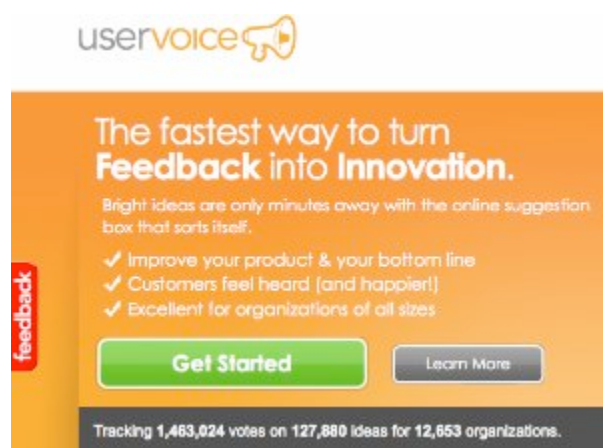 uservoice
The fastest way to turn
Feedback into Innovation.
Bright ideas are only minutes away with the online suggestion
box that sorts itself.
Improve your product & your bottom line
Customers feel heard (and happier!)
Excellent for organizations of all sizes
feedback
Get Started
Learn More
Tracking 1,463,024 votes on 127,880 ideas for 12,653 organizations.